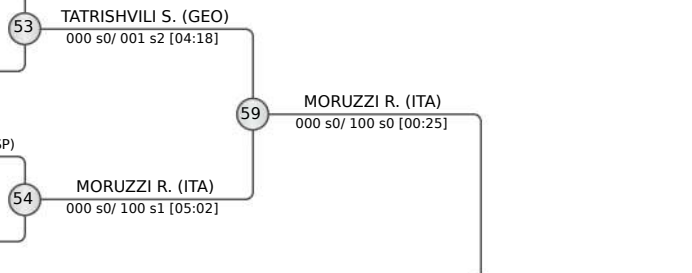 53
TATRISHVILI S. (GEO)
000 s0/ 001 s2 [04:18]
59
MORUZZI R. (ITA)
000 s0/ 100 s0 [00:25]
SP)
54
MORUZZI R. (ITA)
000 s0/ 100 s1 [05:02]